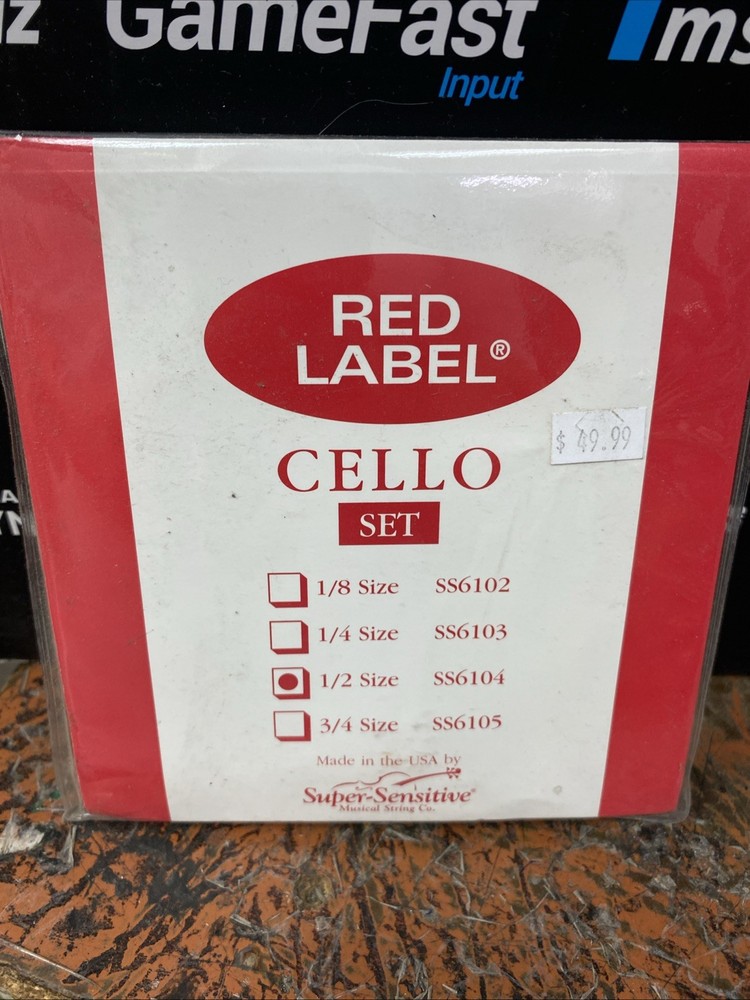 GameFast
Input
RED
LABEL®
$ 49.99
CELLO
SET
1/8 Size SS6102
1/4 Size SS6103
1/2 Size SS6104
3/4 Size SS6105
Made in the USA by
Super-Sensitive®
Musical String Co.